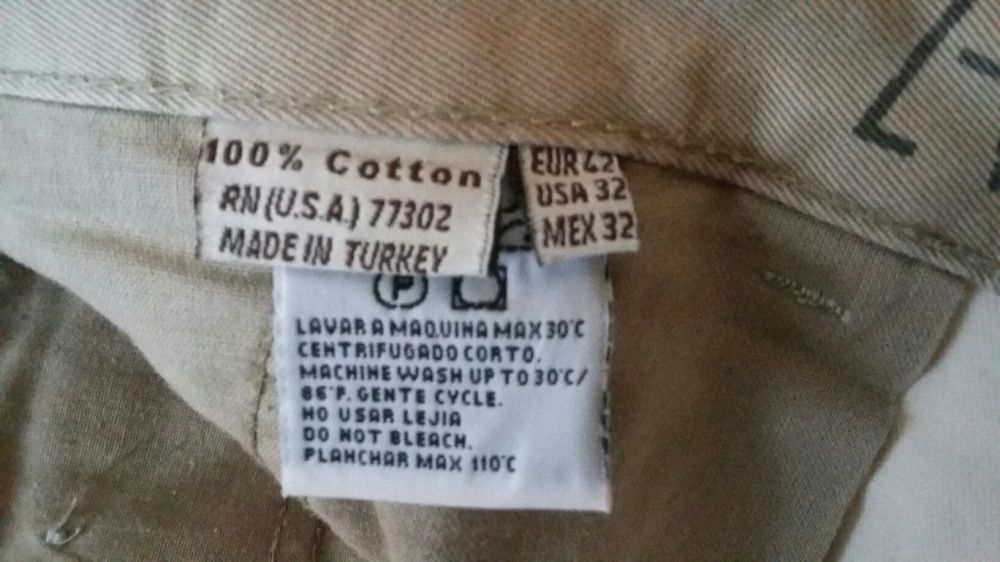 100% Cotton
RN (U.S.A.) 77302
MADE IN TURKEY
EUR 42
USA 32
MEX 32
P
LAVAR A MAQUINA MAX 30°C
CENTRIFUGADO CORTO.
MACHINE WASH UP TO 30°C/
86°F. GENTE CYCLE.
NO USAR LEJIA
DO NOT BLEACH.
PLANCHAR MAX 110°C